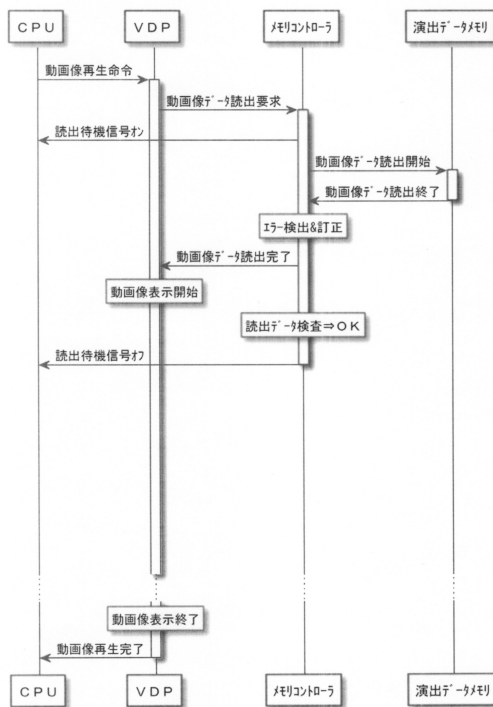 ＣＰＵ
ＶＤＰ
ﾒﾓﾘｺﾝﾄﾛｰﾗ
演出ﾃﾞｰﾀﾒﾓﾘ
動画像再生命令
動画像ﾃﾞｰﾀ読出要求
読出待機信号ｵﾝ
動画像ﾃﾞｰﾀ読出開始
動画像ﾃﾞｰﾀ読出終了
ｴﾗｰ検出&訂正
動画像ﾃﾞｰﾀ読出完了
動画像表示開始
読出ﾃﾞｰﾀ検査⇒ＯＫ
読出待機信号ｵﾌ
動画像表示終了
動画像再生完了
ＣＰＵ
ＶＤＰ
ﾒﾓﾘｺﾝﾄﾛｰﾗ
演出ﾃﾞｰﾀﾒﾓﾘ